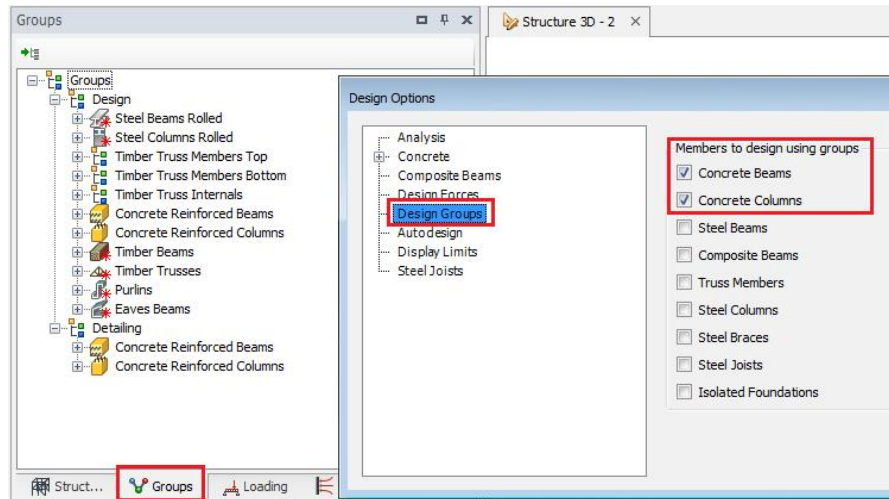 Groups
Structure 3D - 2
Groups
Design
Steel Beams Rolled
Steel Columns Rolled
Timber Truss Members Top
Timber Truss Members Bottom
Timber Truss Internals
Concrete Reinforced Beams
Concrete Reinforced Columns
Timber Beams
Timber Trusses
Purlins
Eaves Beams
Detailing
Concrete Reinforced Beams
Concrete Reinforced Columns
Struct...
Groups
Loading
Design Options
Analysis
Concrete
Composite Beams
Design Forces
Design Groups
Autodesign
Display Limits
Steel Joists
Members to design using groups
Concrete Beams
Concrete Columns
Steel Beams
Composite Beams
Truss Members
Steel Columns
Steel Braces
Steel Joists
Isolated Foundations